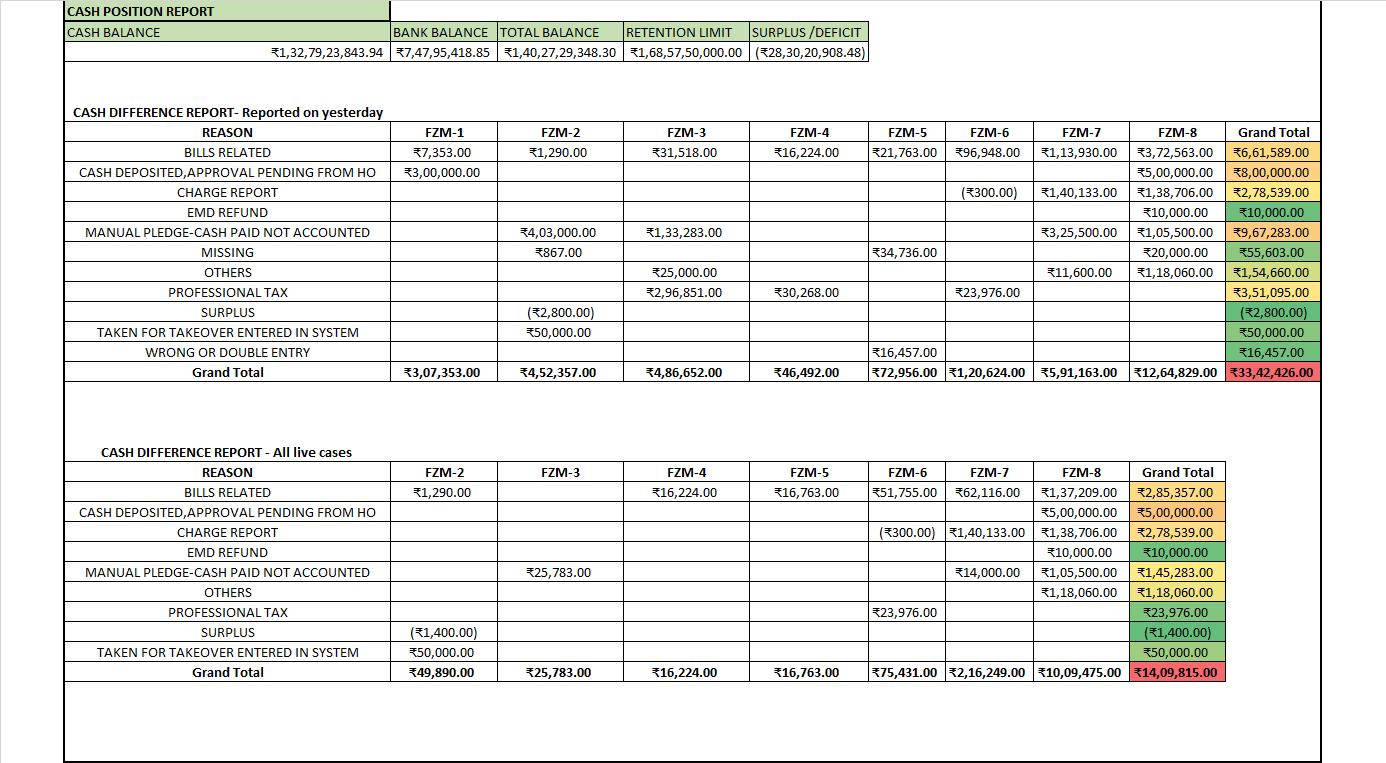 CASH POSITION REPORT
CASH BALANCE BANK BALANCE TOTAL BALANCE RETENTION LIMIT SURPLUS /DEFICIT
₹1,32,79,23,843.94 ₹7,47,95,418.85 ₹1,40,27,29,348.30 ₹1,68,57,50,000.00 (₹28,30,20,908.48)
CASH DIFFERENCE REPORT- Reported on yesterday
REASON FZM-1 FZM-2 FZM-3 FZM-4 FZM-5 FZM-6 FZM-7 FZM-8 Grand Total
BILLS RELATED ₹7,353.00 ₹1,290.00 ₹31,518.00 ₹16,224.00 ₹21,763.00 ₹96,948.00 ₹1,13,930.00 ₹3,72,563.00 ₹6,61,589.00
CASH DEPOSITED,APPROVAL PENDING FROM HO ₹3,00,000.00 ₹5,00,000.00 ₹8,00,000.00
CHARGE REPORT (₹300.00) ₹1,40,133.00 ₹1,38,706.00 ₹2,78,539.00
EMD REFUND ₹10,000.00 ₹10,000.00
MANUAL PLEDGE-CASH PAID NOT ACCOUNTED ₹4,03,000.00 ₹1,33,283.00 ₹3,25,500.00 ₹1,05,500.00 ₹9,67,283.00
MISSING ₹867.00 ₹34,736.00 ₹20,000.00 ₹55,603.00
OTHERS ₹25,000.00 ₹11,600.00 ₹1,18,060.00 ₹1,54,660.00
PROFESSIONAL TAX ₹2,96,851.00 ₹30,268.00 ₹23,976.00 ₹3,51,095.00
SURPLUS (₹2,800.00) (₹2,800.00)
TAKEN FOR TAKEOVER ENTERED IN SYSTEM ₹50,000.00 ₹50,000.00
WRONG OR DOUBLE ENTRY ₹16,457.00 ₹16,457.00
Grand Total ₹3,07,353.00 ₹4,52,357.00 ₹4,86,652.00 ₹46,492.00 ₹72,956.00 ₹1,20,624.00 ₹5,91,163.00 ₹12,64,829.00 ₹33,42,426.00
CASH DIFFERENCE REPORT - All live cases
REASON FZM-2 FZM-3 FZM-4 FZM-5 FZM-6 FZM-7 FZM-8 Grand Total
BILLS RELATED ₹1,290.00 ₹16,224.00 ₹16,763.00 ₹51,755.00 ₹62,116.00 ₹1,37,209.00 ₹2,85,357.00
CASH DEPOSITED,APPROVAL PENDING FROM HO ₹5,00,000.00 ₹5,00,000.00
CHARGE REPORT (₹300.00) ₹1,40,133.00 ₹1,38,706.00 ₹2,78,539.00
EMD REFUND ₹10,000.00 ₹10,000.00
MANUAL PLEDGE-CASH PAID NOT ACCOUNTED ₹25,783.00 ₹14,000.00 ₹1,05,500.00 ₹1,45,283.00
OTHERS ₹1,18,060.00 ₹1,18,060.00
PROFESSIONAL TAX ₹23,976.00 ₹23,976.00
SURPLUS (₹1,400.00) (₹1,400.00)
TAKEN FOR TAKEOVER ENTERED IN SYSTEM ₹50,000.00 ₹50,000.00
Grand Total ₹49,890.00 ₹25,783.00 ₹16,224.00 ₹16,763.00 ₹75,431.00 ₹2,16,249.00 ₹10,09,475.00 ₹14,09,815.00